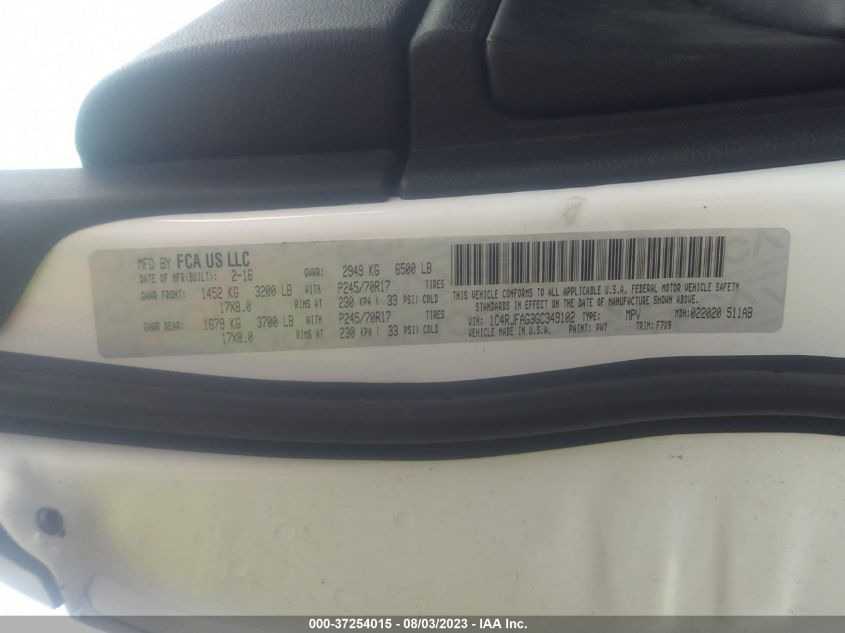 MFD BY FCA US LLC
DATE OF MFR(BUILT): 2-16 GVWR: 2949 KG 6500 LB
GAWR FRONT: 1452 KG 3200 LB WITH P245/70R17 TIRES
17X8.0 RIMS AT 230 KPA ( 33 PSI) COLD
GAWR REAR: 1679 KG 3700 LB WITH P245/70R17 TIRES
17X8.0 RIMS AT 230 KPA ( 33 PSI) COLD
THIS VEHICLE CONFORMS TO ALL APPLICABLE U.S.A. FEDERAL MOTOR VEHICLE SAFETY
STANDARDS IN EFFECT ON THE DATE OF MANUFACTURE SHOWN ABOVE.
VIN: 1C4RJFAG3GC349102 TYPE: MPV MDH:022020 511AB
VEHICLE MADE IN U.S.A. PAINT: PW7 TRIM: F7X9
000-37254015 - 08/03/2023 - IAA Inc.